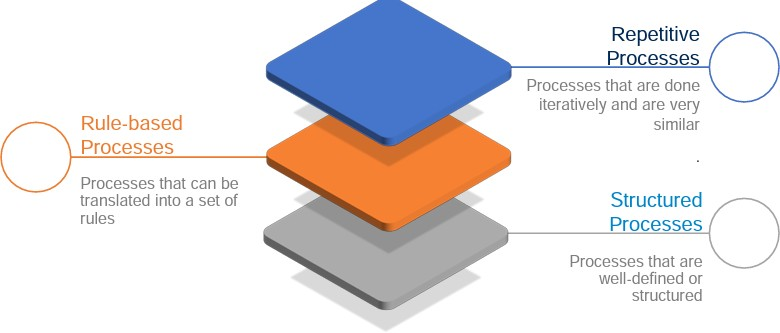 Repetitive
Processes
Processes that are done
iteratively and are very
similar
.
Rule-based
Processes
Processes that can be
translated into a set of
rules
Structured
Processes
Processes that are
well-defined or
structured